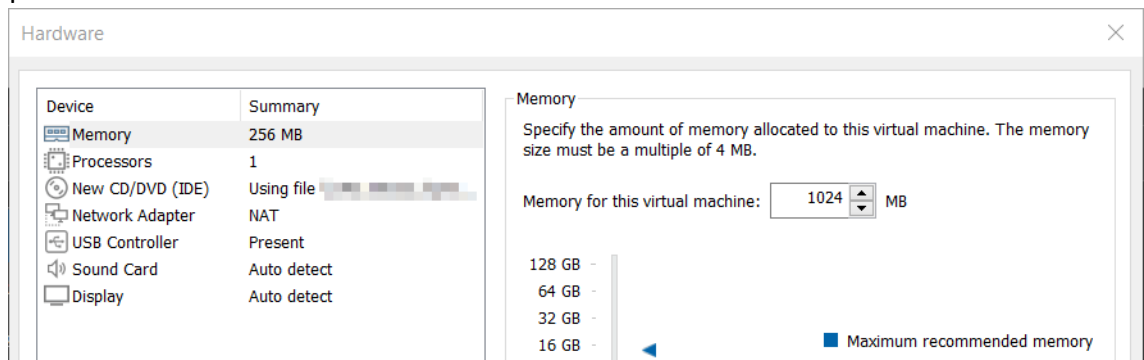 Hardware
Device Summary
Memory 256 MB
Processors 1
New CD/DVD (IDE) Using file
Network Adapter NAT
USB Controller Present
Sound Card Auto detect
Display Auto detect
Memory
Specify the amount of memory allocated to this virtual machine. The memory
size must be a multiple of 4 MB.
Memory for this virtual machine: 1024 MB
128 GB
64 GB
32 GB
16 GB
Maximum recommended memory